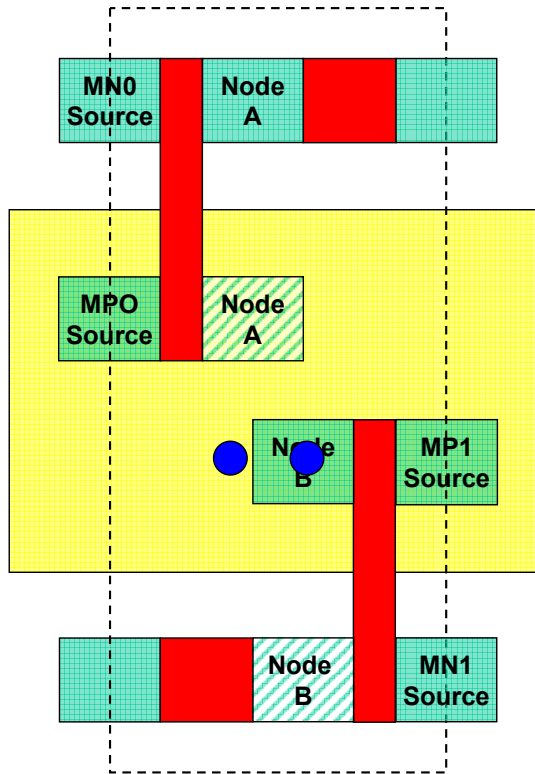 MN0
Source
Node
A
MPO
Source
Node
A
Node
B
MP1
Source
Node
B
MN1
Source